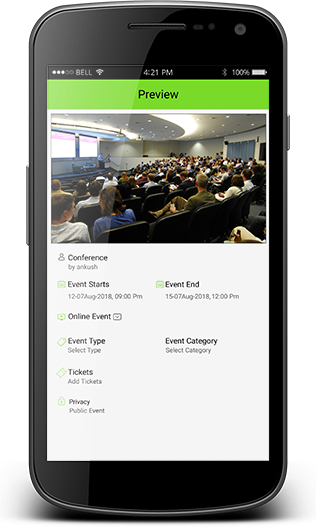 BELL 4:21 PM 100%
Preview
Conference
by ankush
Event Starts Event End
12-07Aug-2018, 09:00 Pm 15-07Aug-2018, 12:00 Pm
Online Event
Event Type Event Category
Select Type Select Category
Tickets
Add Tickets
Privacy
Public Event